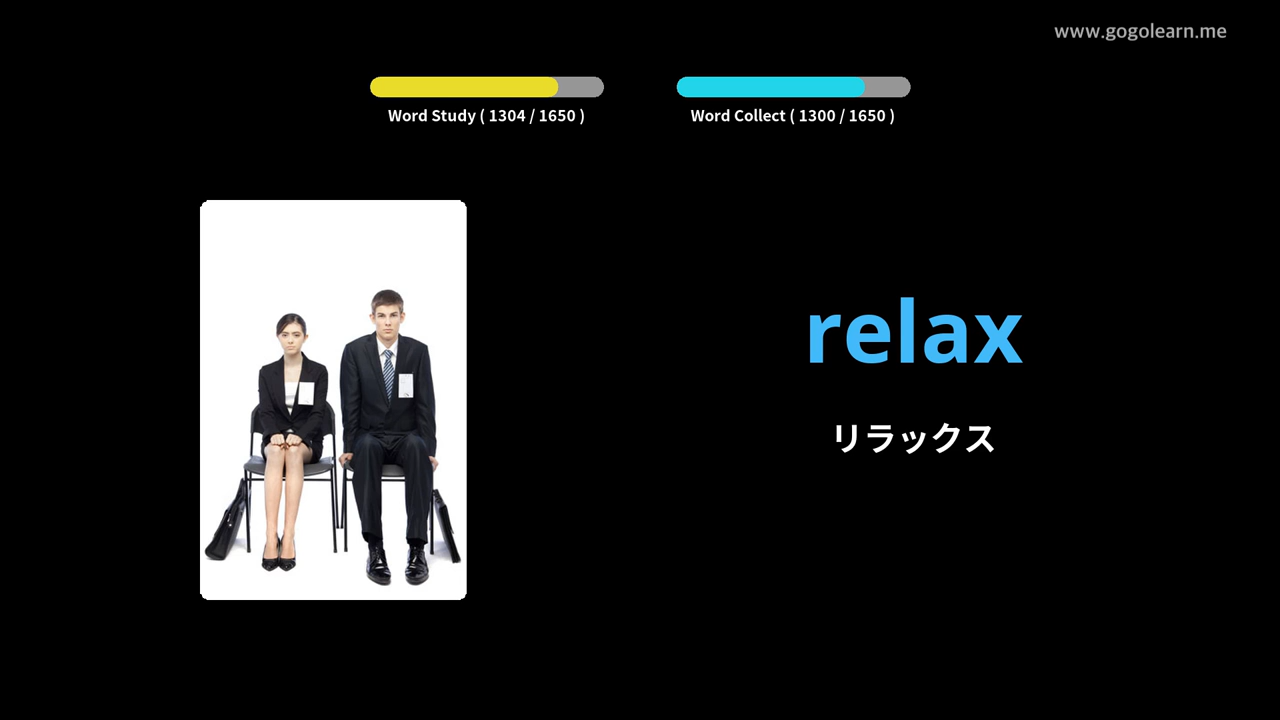 www.gogolearn.me
Word Study ( 1304 / 1650 )
Word Collect ( 1300 / 1650 )
relax
リラックス